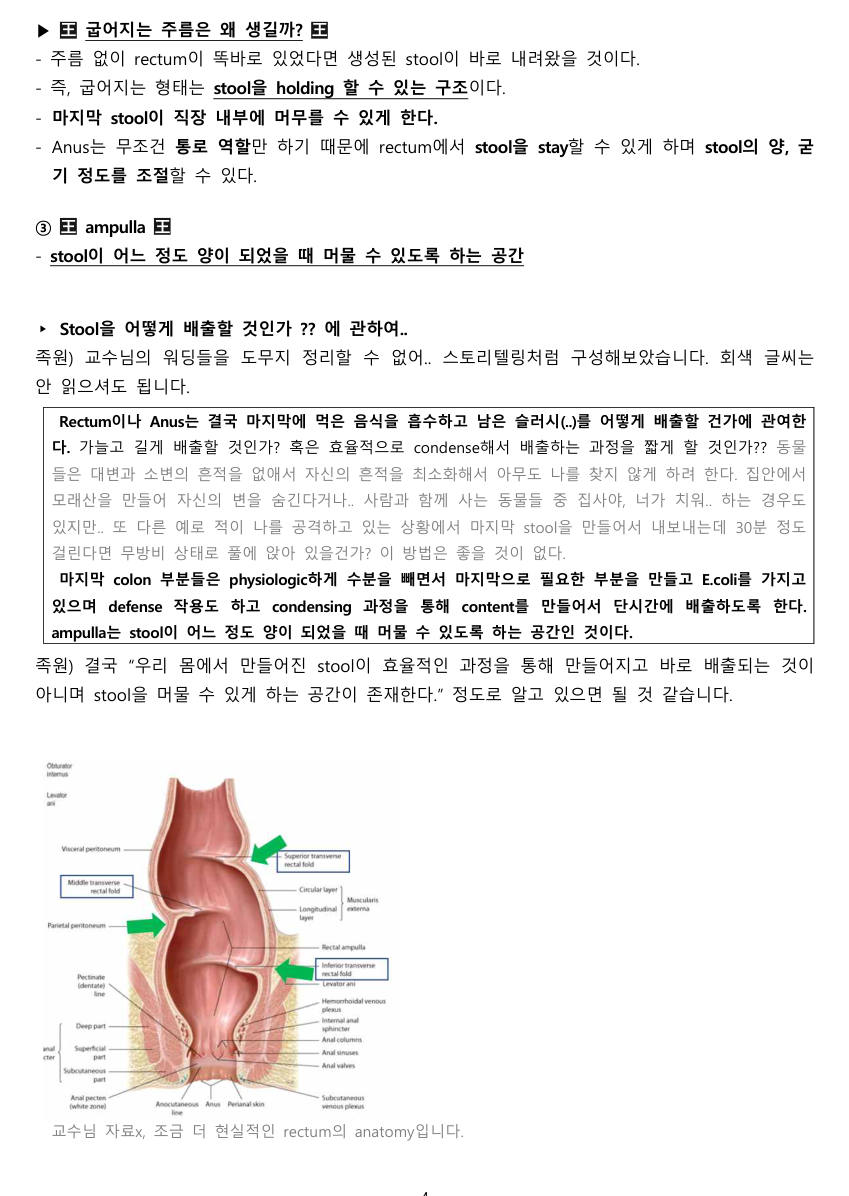 ▶ 王 굽어지는 주름은 왜 생길까? 王
- 주름 없이 rectum이 똑바로 있었다면 생성된 stool이 바로 내려왔을 것이다.
- 즉, 굽어지는 형태는 stool을 holding 할 수 있는 구조이다.
- 마지막 stool이 직장 내부에 머무를 수 있게 한다.
- Anus는 무조건 통로 역할만 하기 때문에 rectum에서 stool을 stay할 수 있게 하며 stool의 양, 굳
기 정도를 조절할 수 있다.
③ 王 ampulla 王
- stool이 어느 정도 양이 되었을 때 머물 수 있도록 하는 공간
▸ Stool을 어떻게 배출할 것인가 ?? 에 관하여..
족원) 교수님의 워딩들을 도무지 정리할 수 없어.. 스토리텔링처럼 구성해보았습니다. 회색 글씨는
안 읽으셔도 됩니다.
Rectum이나 Anus는 결국 마지막에 먹은 음식을 흡수하고 남은 슬러시(..)를 어떻게 배출할 건가에 관여한
다. 가늘고 길게 배출할 것인가? 혹은 효율적으로 condense해서 배출하는 과정을 짧게 할 것인가?? 동물
들은 대변과 소변의 흔적을 없애서 자신의 흔적을 최소화해서 아무도 나를 찾지 않게 하려 한다. 집안에서
모래산을 만들어 자신의 변을 숨긴다거나.. 사람과 함께 사는 동물들 중 집사야, 너가 치워.. 하는 경우도
있지만.. 또 다른 예로 적이 나를 공격하고 있는 상황에서 마지막 stool을 만들어서 내보내는데 30분 정도
걸린다면 무방비 상태로 풀에 앉아 있을건가? 이 방법은 좋을 것이 없다.
마지막 colon 부분들은 physiologic하게 수분을 빼면서 마지막으로 필요한 부분을 만들고 E.coli를 가지고
있으며 defense 작용도 하고 condensing 과정을 통해 content를 만들어서 단시간에 배출하도록 한다.
ampulla는 stool이 어느 정도 양이 되었을 때 머물 수 있도록 하는 공간인 것이다.
족원) 결국 “우리 몸에서 만들어진 stool이 효율적인 과정을 통해 만들어지고 바로 배출되는 것이
아니며 stool을 머물 수 있게 하는 공간이 존재한다.” 정도로 알고 있으면 될 것 같습니다.
Obturator
internus
Levator
ani
Visceral peritoneum
Superior transverse
rectal fold
Middle transverse
rectal fold
Circular layer
Muscularis
externa
Longitudinal
layer
Parietal peritoneum
Rectal ampulla
Inferior transverse
rectal fold
Levator ani
Pectinate
(dentate)
line
Hemorrhoidal venous
plexus
Internal anal
sphincter
Deep part
Anal columns
anal
cter
Superficial
part
Anal sinuses
Anal valves
Subcutaneous
part
Anal pecten
(white zone)
Anocutaneous
line
Anus
Perianal skin
Subcutaneous
venous plexus
교수님 자료x, 조금 더 현실적인 rectum의 anatomy입니다.